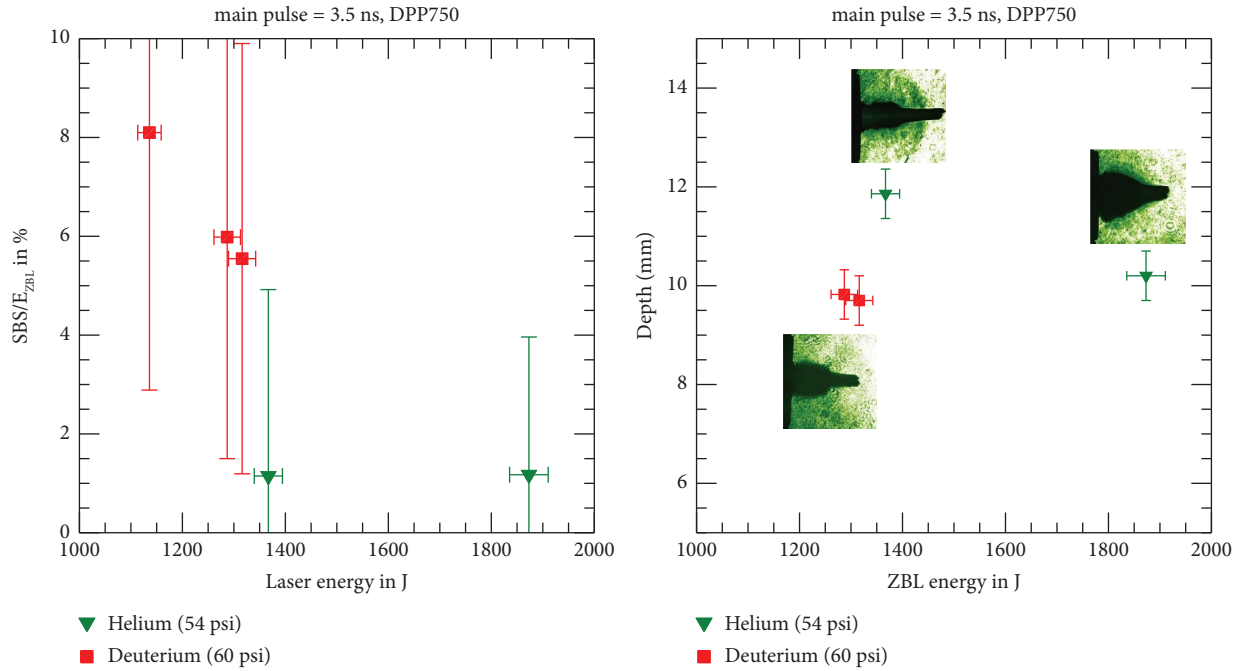 main pulse = 3.5 ns, DPP750
10
8
6
4
2
0
SBS/E_ZBL in %
1000 1200 1400 1600 1800 2000
Laser energy in J
Helium (54 psi)
Deuterium (60 psi)
main pulse = 3.5 ns, DPP750
14
12
10
8
6
Depth (mm)
1000 1200 1400 1600 1800 2000
ZBL energy in J
Helium (54 psi)
Deuterium (60 psi)